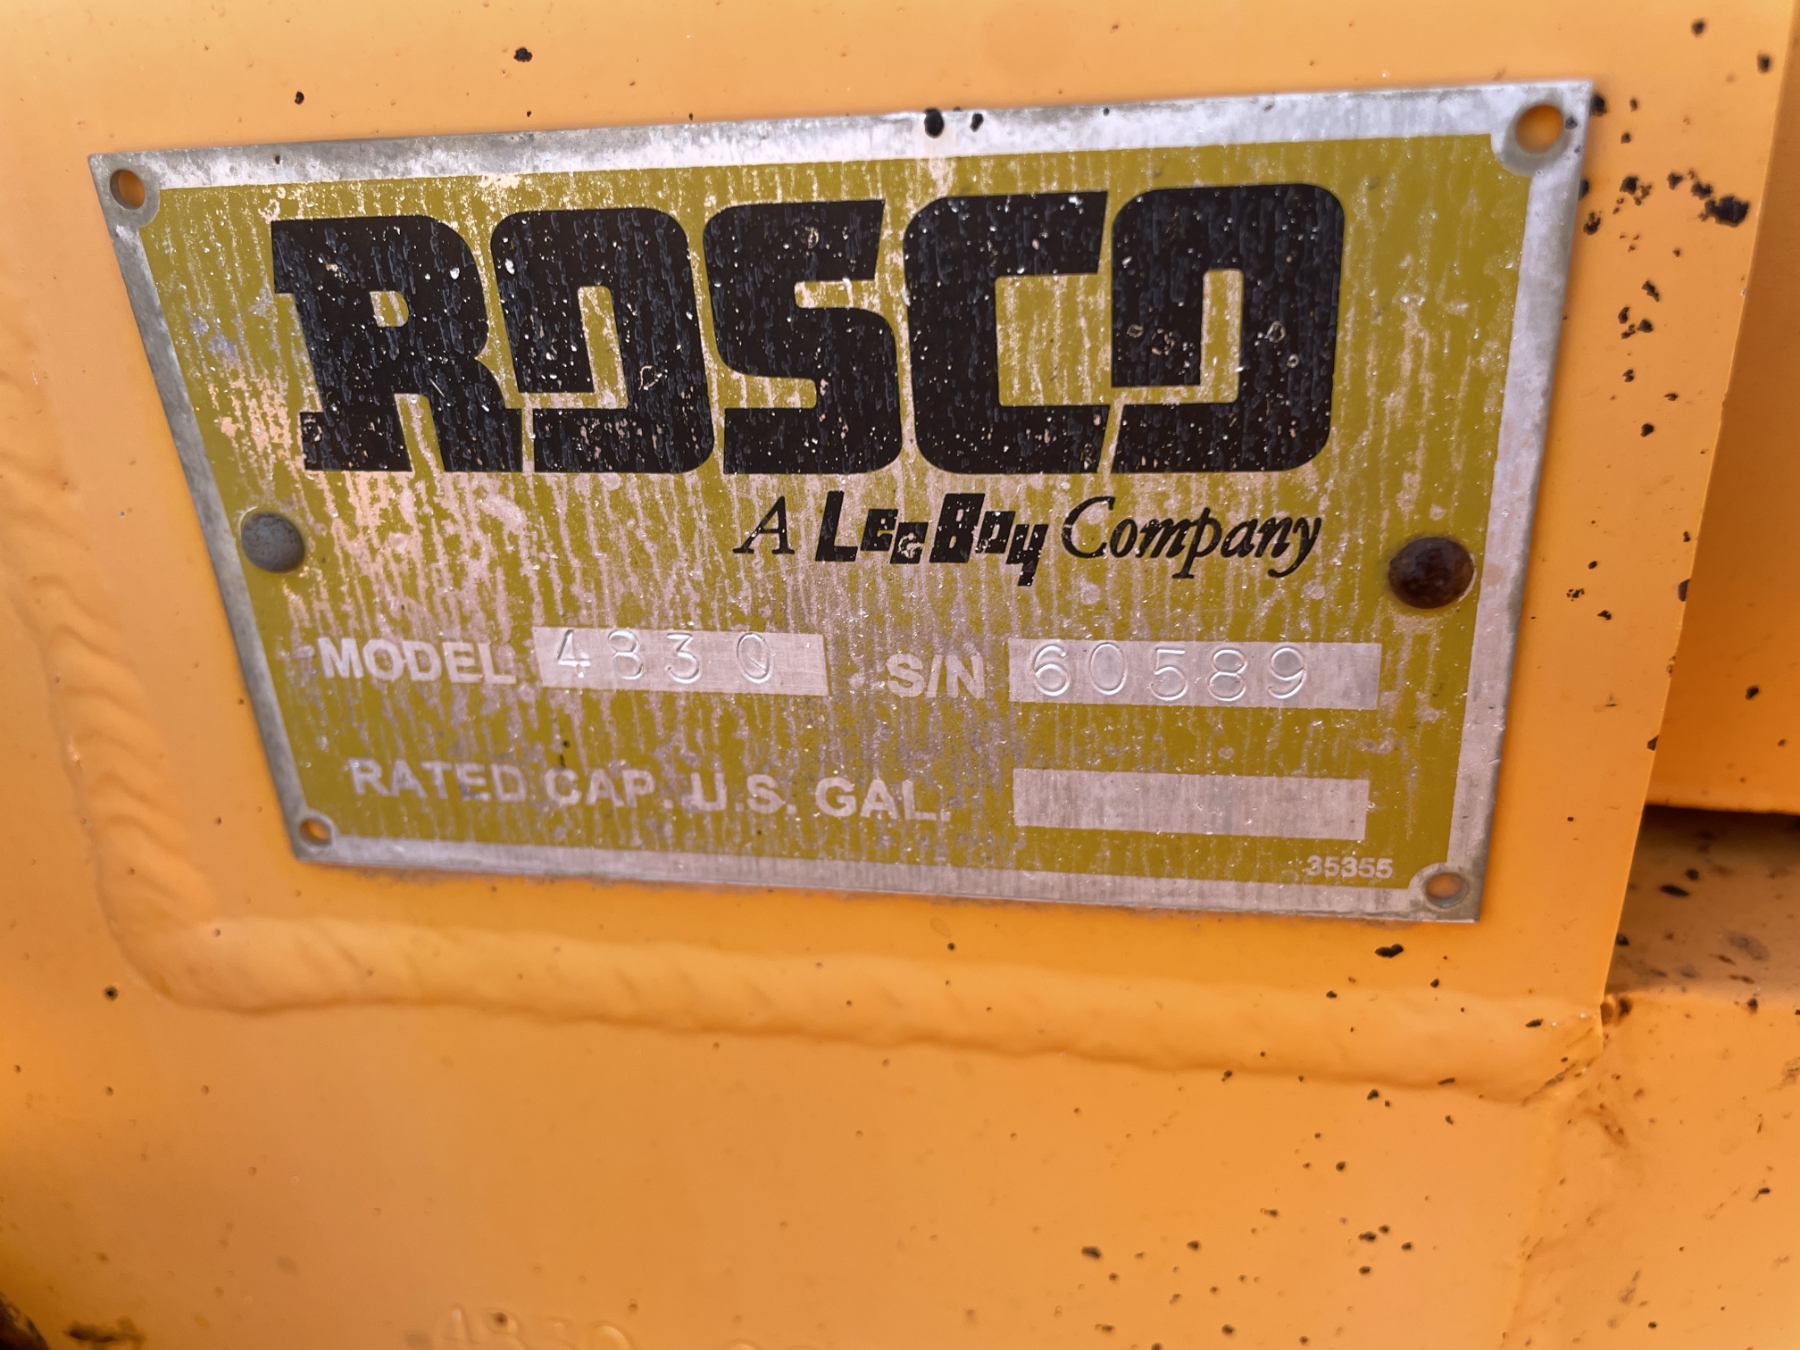 ROSCO
A LeeBoy Company
MODEL 4830 S/N 60589
RATED CAP. U.S. GAL.
35355